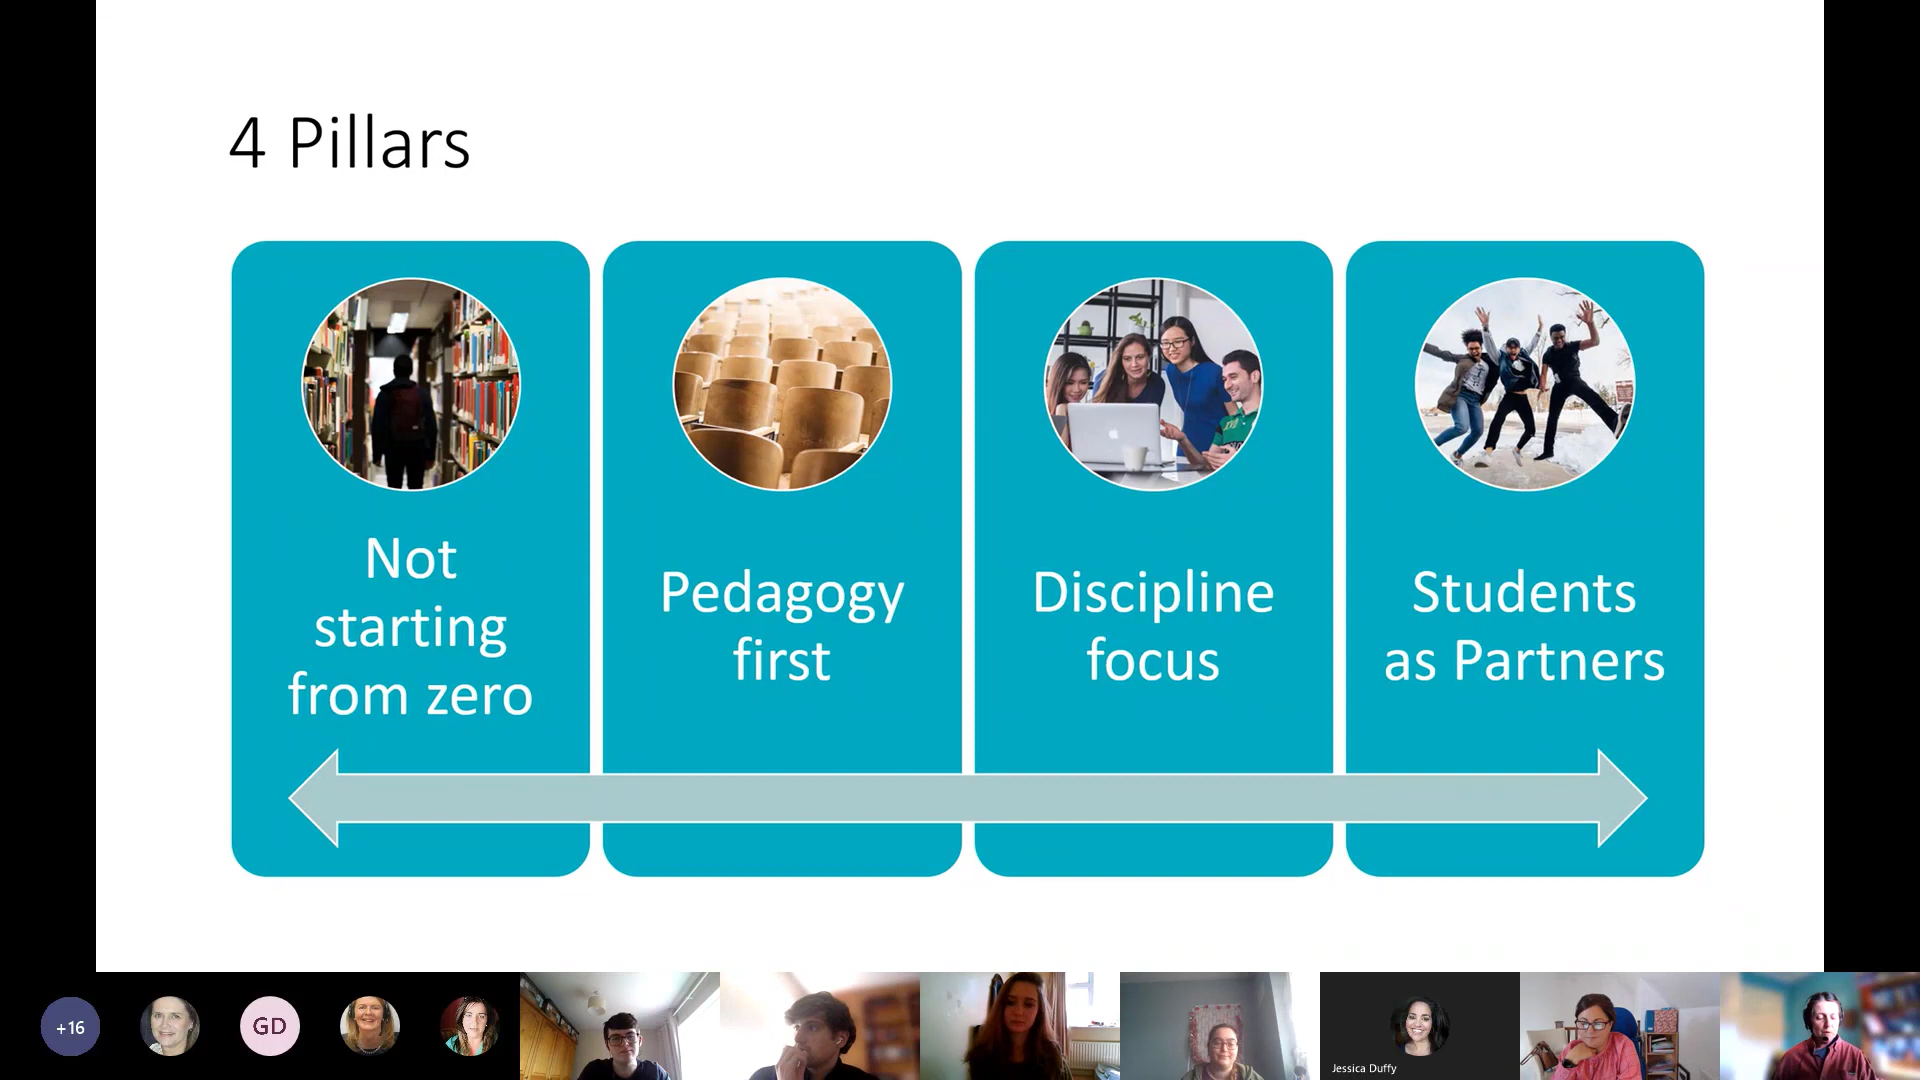 4 Pillars
Not
starting
from zero
Pedagogy
first
Discipline
focus
Students
as Partners
+16
GD
Jessica Duffy